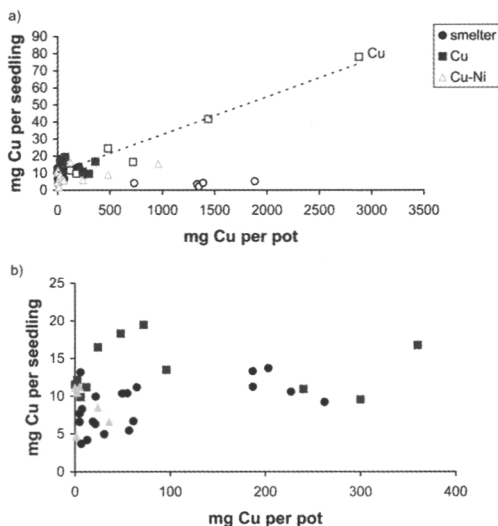 a)
90
80
70
60
50
40
30
20
10
0
mg Cu per seedling
Cu
0 500 1000 1500 2000 2500 3000 3500
mg Cu per pot
smelter
Cu
Cu-Ni
b)
25
20
15
10
5
0
mg Cu per seedling
0 100 200 300 400
mg Cu per pot